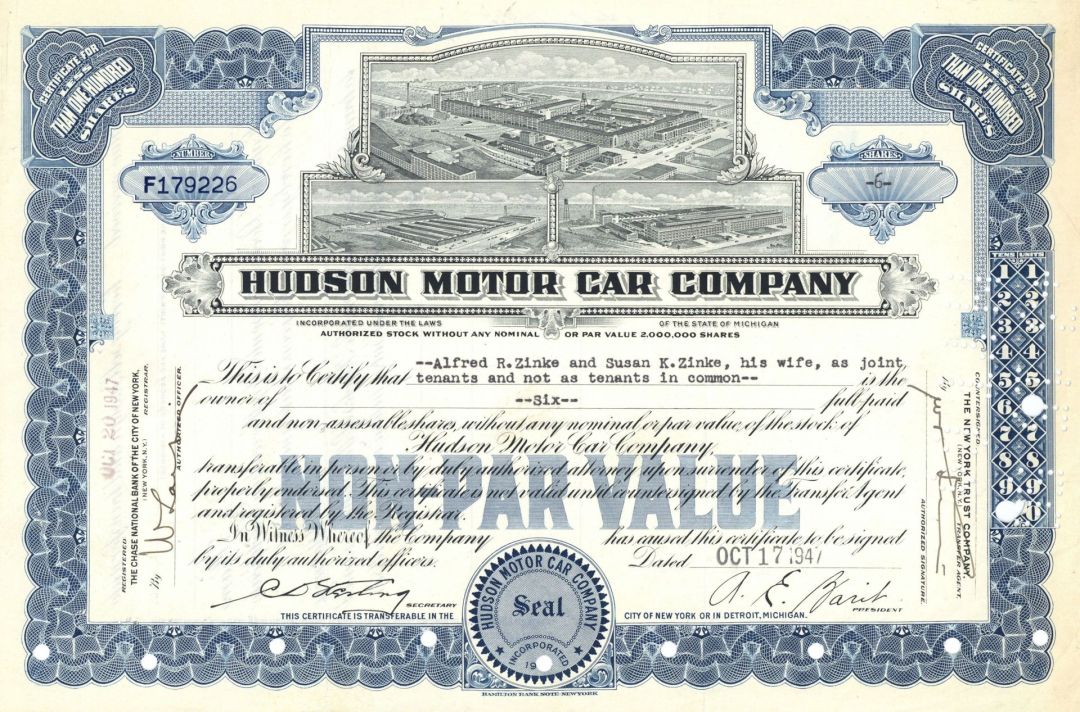 CERTIFICATE FOR
LESS
THAN ONE HUNDRED
SHARES
CERTIFICATE FOR
LESS
THAN ONE HUNDRED
SHARES
NUMBER
F179226
SHARES
-6-
HUDSON MOTOR CAR COMPANY
INCORPORATED UNDER THE LAWS OF THE STATE OF MICHIGAN
AUTHORIZED STOCK WITHOUT ANY NOMINAL OR PAR VALUE 2,000,000 SHARES
This is to Certify that --Alfred R.Zinke and Susan K.Zinke, his wife, as joint
tenants and not as tenants in common-- is the
owner of --Six-- full-paid
and non-assessable shares, without any nominal or par value, of the stock of
Hudson Motor Car Company,
transferable in person or by duly authorized attorney upon surrender of this certificate,
properly endorsed. This certificate is not valid until countersigned by the Transfer Agent
and registered by the Registrar.
NON-PAR VALUE
In Witness Whereof, the Company has caused this certificate to be signed
by its duly authorized officers. Dated OCT 17 1947
SECRETARY
PRESIDENT
THIS CERTIFICATE IS TRANSFERABLE IN THE CITY OF NEW YORK OR IN DETROIT, MICHIGAN.
HUDSON MOTOR CAR COMPANY
Seal
INCORPORATED
HAMILTON BANK NOTE NEW YORK
REGISTERED:
THE CHASE NATIONAL BANK OF THE CITY OF NEW YORK,
(NEW YORK, N.Y.) REGISTRAR.
By
AUTHORIZED OFFICER.
OCT 20 1947
COUNTERSIGNED
THE NEW YORK TRUST COMPANY
(NEW YORK, N.Y.) TRANSFER AGENT.
By
AUTHORIZED SIGNATURE.
TENS UNITS
1 1
2 2
3 3
4 4
5 5
6
7 7
8 8
9 9
0